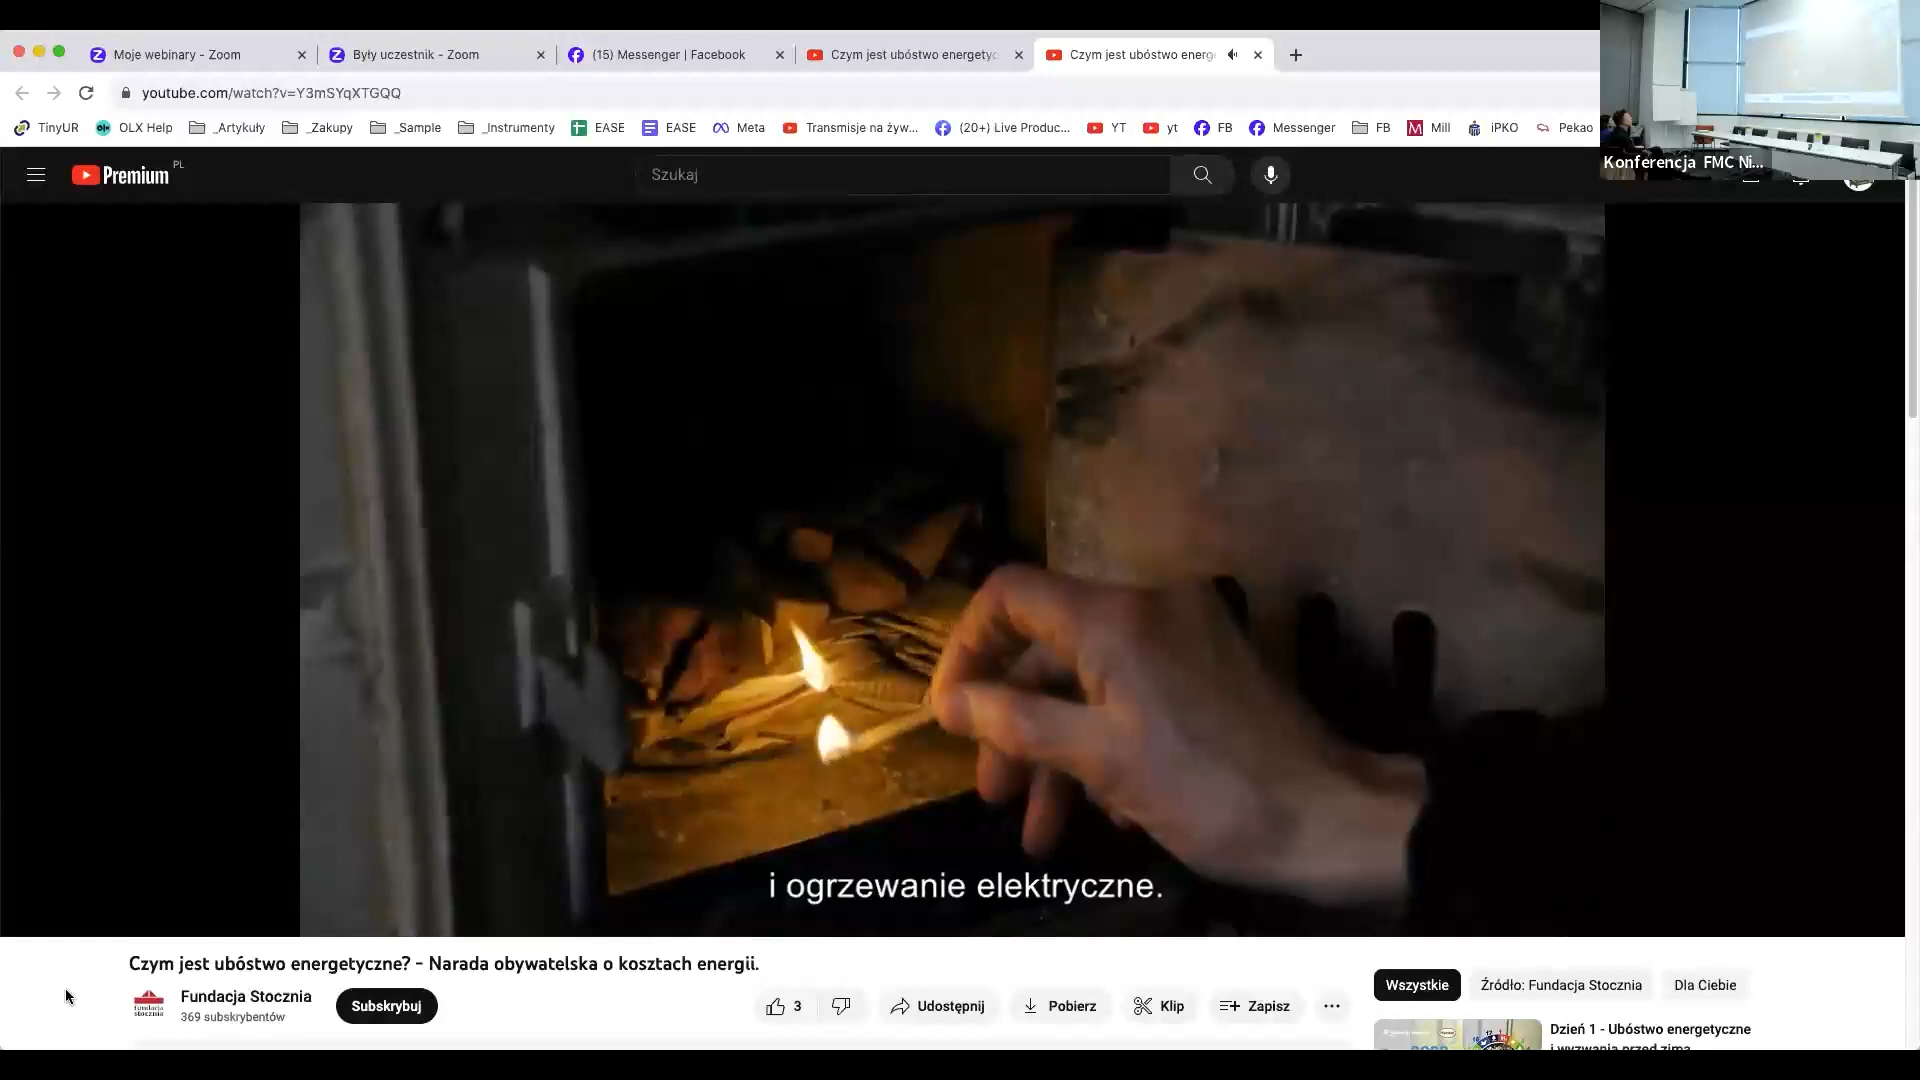 Moje webinary - Zoom
Były uczestnik - Zoom
(15) Messenger | Facebook
Czym jest ubóstwo energetyc
Czym jest ubóstwo energ
youtube.com/watch?v=Y3mSYqXTGQQ
TinyUR
OLX Help
_Artykuły
_Zakupy
_Sample
_Instrumenty
EASE
EASE
Meta
Transmisje na żyw...
(20+) Live Produc...
YT
yt
FB
Messenger
FB
Mill
iPKO
Pekao
Konferencja FMC Ni...
Premium PL
Szukaj
i ogrzewanie elektryczne.
Czym jest ubóstwo energetyczne? - Narada obywatelska o kosztach energii.
Fundacja Stocznia
369 subskrybentów
Subskrybuj
3
Udostępnij
Pobierz
Klip
Zapisz
Wszystkie
Źródło: Fundacja Stocznia
Dla Ciebie
Dzień 1 - Ubóstwo energetyczne
i wyzwania przed zimą